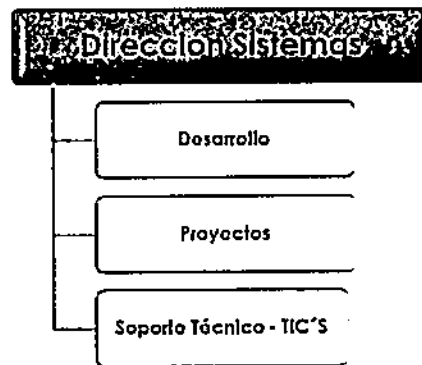 Dirección Sistemas
Desarrollo
Proyectos
Soporte Técnico - TIC´S